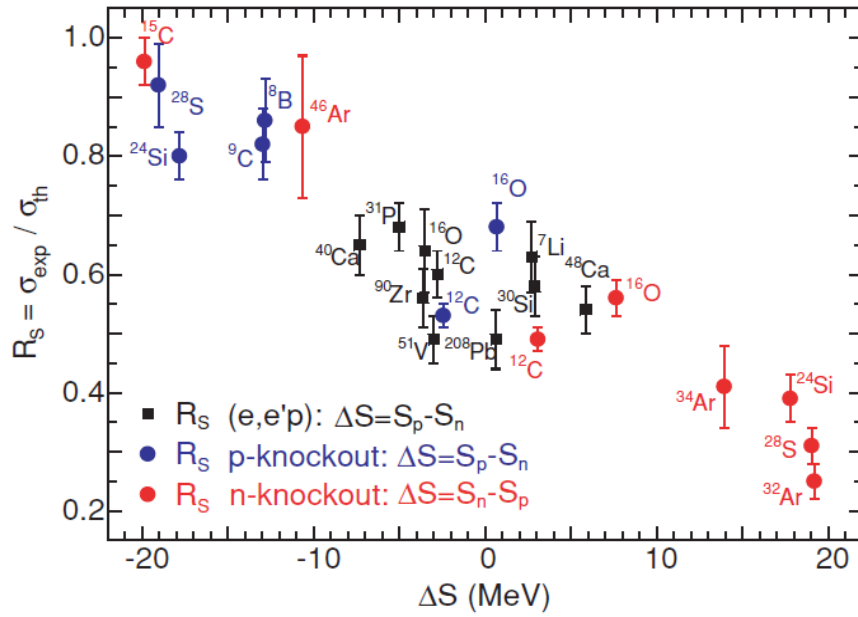 1.0
0.8
0.6
0.4
0.2
R_S = σ_exp / σ_th
¹⁵C
²⁸S
²⁴Si
⁹C
⁸B
⁴⁶Ar
³¹P
¹⁶O
⁴⁰Ca
¹⁶O
¹²C
⁷Li
⁴⁸Ca
⁹⁰Zr
¹²C
³⁰Si
¹⁶O
⁵¹V
²⁰⁸Pb
¹²C
³⁴Ar
²⁴Si
²⁸S
³²Ar
R_S (e,e'p): ΔS=S_p-S_n
R_S p-knockout: ΔS=S_p-S_n
R_S n-knockout: ΔS=S_n-S_p
-20 -10 0 10 20
ΔS (MeV)